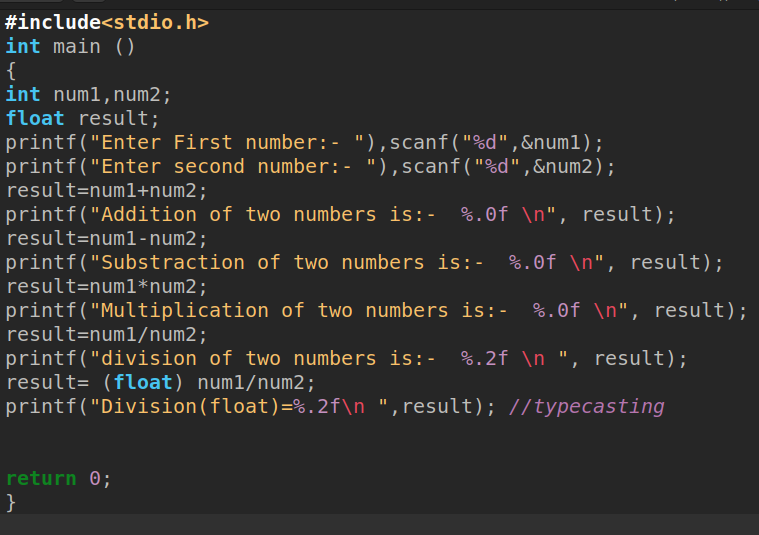 #include<stdio.h>
int main ()
{
int num1,num2;
float result;
printf("Enter First number:- "),scanf("%d",&num1);
printf("Enter second number:- "),scanf("%d",&num2);
result=num1+num2;
printf("Addition of two numbers is:-  %.0f \n", result);
result=num1-num2;
printf("Substraction of two numbers is:-  %.0f \n", result);
result=num1*num2;
printf("Multiplication of two numbers is:-  %.0f \n", result);
result=num1/num2;
printf("division of two numbers is:-  %.2f \n ", result);
result= (float) num1/num2;
printf("Division(float)=%.2f\n ",result); //typecasting
return 0;
}